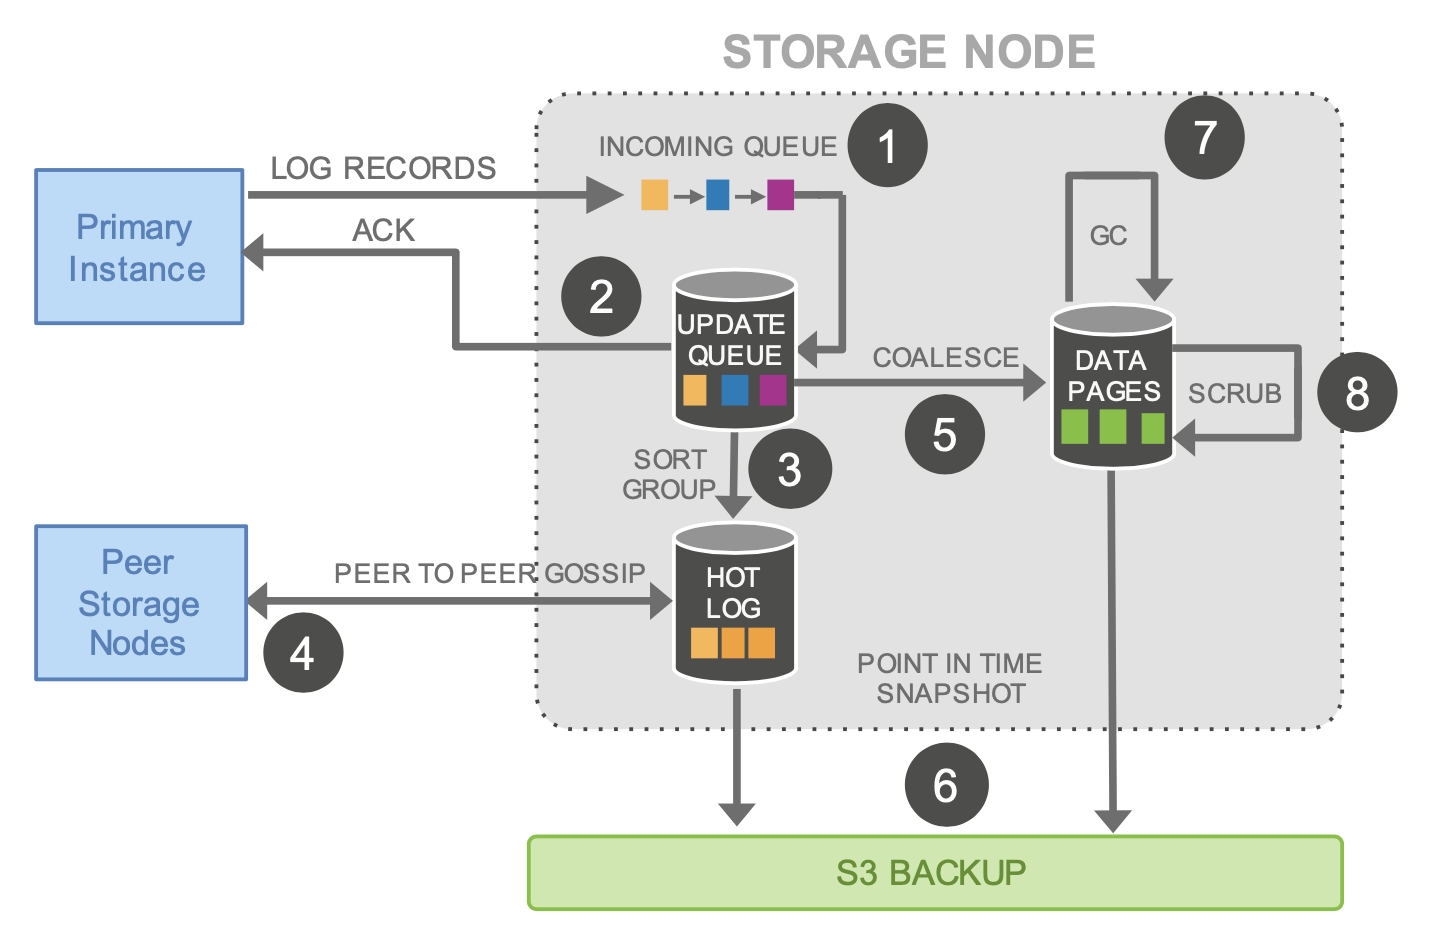 STORAGE NODE
INCOMING QUEUE
1
7
LOG RECORDS
Primary
Instance
ACK
GC
2
UPDATE
QUEUE
COALESCE
5
DATA
PAGES
SCRUB
8
SORT
GROUP
3
Peer
Storage
Nodes
PEER TO PEER GOSSIP
4
HOT
LOG
POINT IN TIME
SNAPSHOT
6
S3 BACKUP